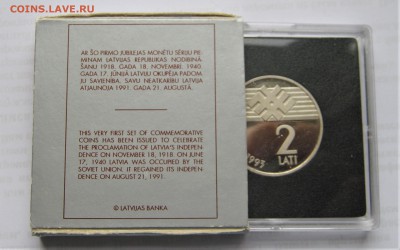 COINS.LAVE.RU
AR ŠO PIRMO JUBILEJAS MONĒTU SĒRIJU PIE-
MINAM LATVIJAS REPUBLIKAS NODIBINĀ-
ŠANU 1918. GADA 18. NOVEMBRĪ. 1940.
GADA 17. JŪNIJĀ LATVIJU OKUPĒJA PADOM-
JU SAVIENĪBA. SAVU NEATKARĪBU LATVIJA
ATJAUNOJA 1991. GADA 21. AUGUSTĀ.
THIS VERY FIRST SET OF COMMEMORATIVE
COINS HAS BEEN ISSUED TO CELEBRATE
THE PROCLAMATION OF LATVIA'S INDEPEN-
DENCE ON NOVEMBER 18, 1918. ON JUNE
17, 1940 LATVIA WAS OCCUPIED BY THE
SOVIET UNION. IT REGAINED ITS INDEPEN-
DENCE ON AUGUST 21, 1991.
© LATVIJAS BANKA
2
LATI
1993